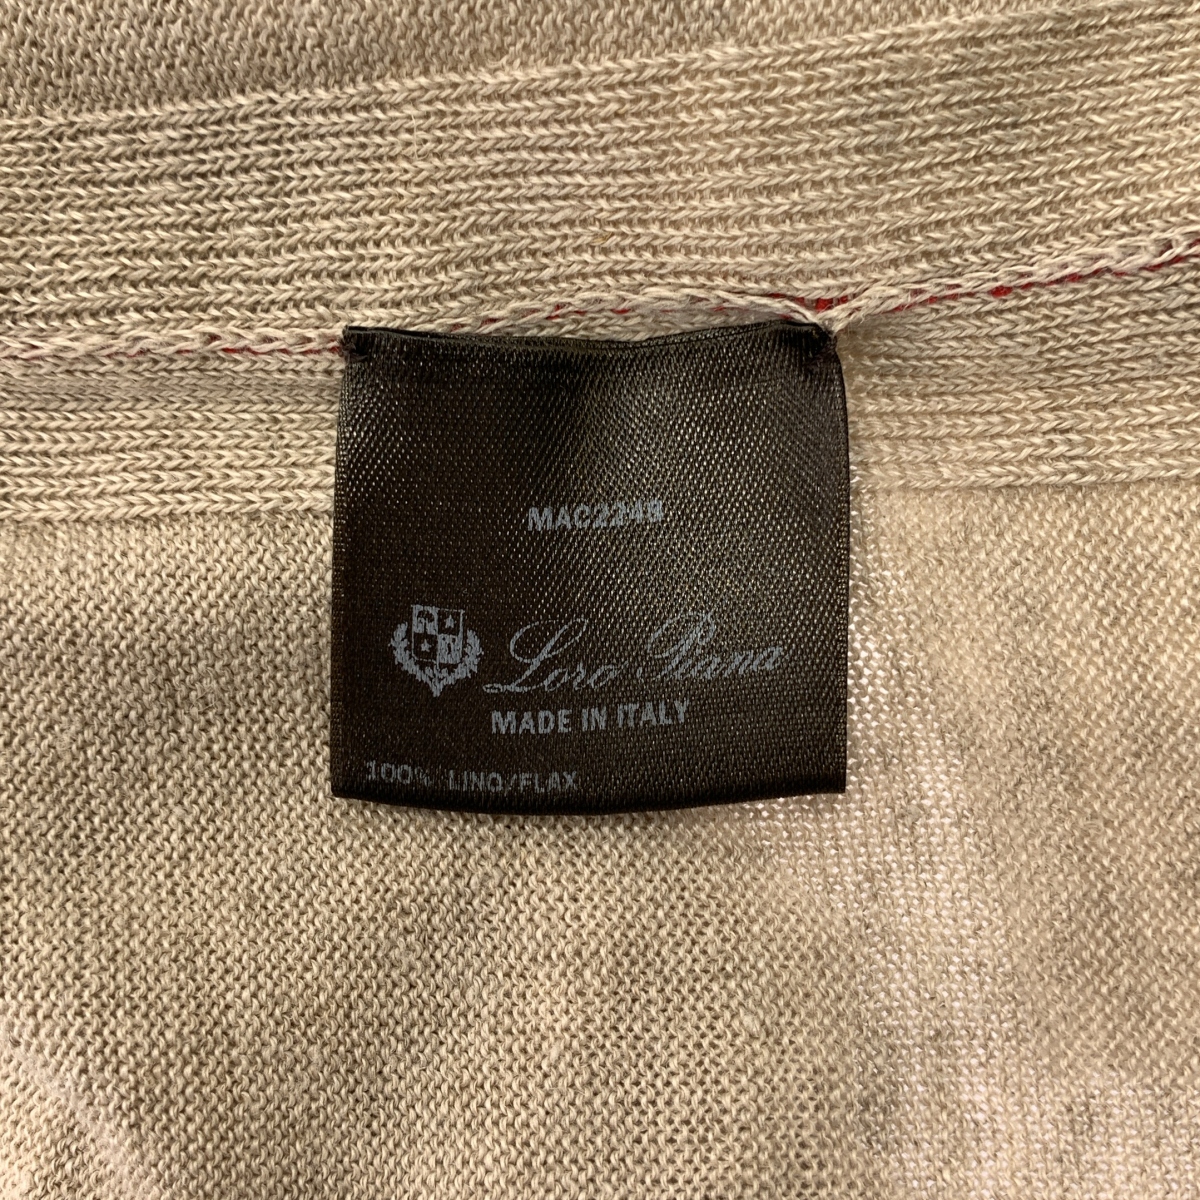 MAC2249
Loro Piana
MADE IN ITALY
100% LINO/FLAX